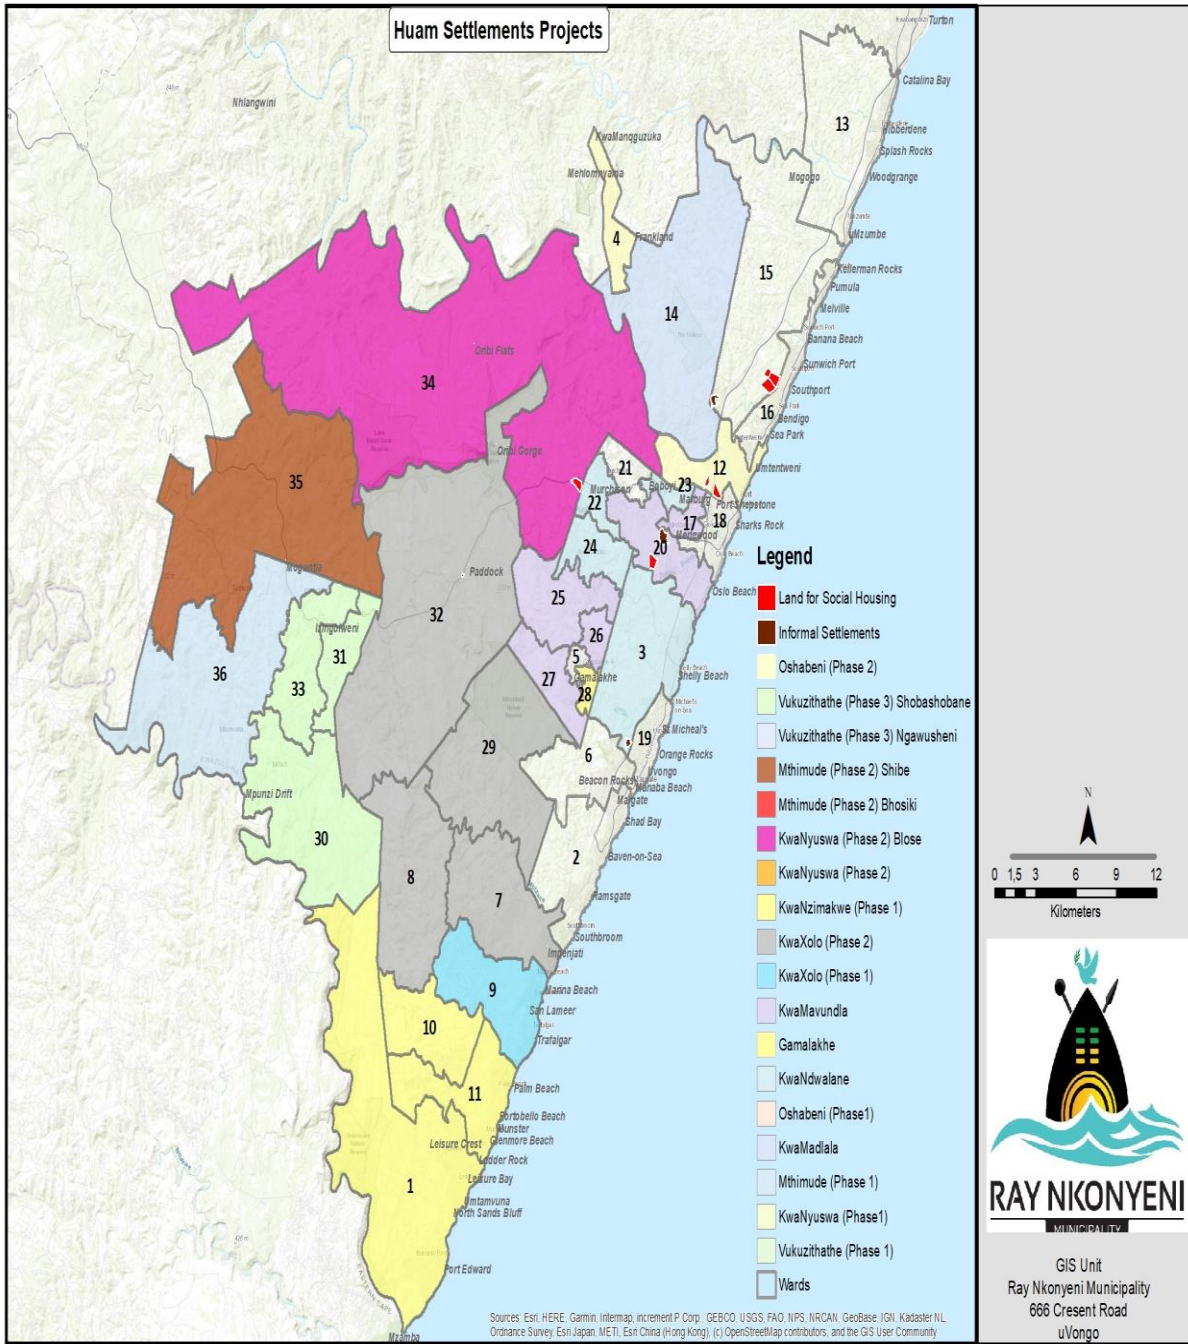 Huam Settlements Projects
Turton
Catalina Bay
Nhlangwini
13
Hibberdene
KwaManqguzuka
Splash Rocks
Mehlomnyama
Mogogo
Woodgrange
4
Frankland
uMzumbe
15
Kellerman Rocks
Pumula
14
Melville
Banana Beach
Onbi Flats
Sunwich Port
34
Southport
16
Bendigo
Sea Park
Onbi Gorge
12
Umtentweni
35
21
Boboyi
23
Murchison
22
Marburg
Port Shepstone
17
18
Sharks Rock
Merlewood
20
24
Moguntia
Paddock
Oslo Beach
25
32
Izingolweni
26
31
5
3
36
33
27
Gamalakhe
Shelly Beach
28
St Micheal's
29
19
6
Orange Rocks
Uvongo
Beacon Rocks
Manaba Beach
Mpunzi Drift
Margate
Shad Bay
30
2
Baven-on-Sea
8
7
Ramsgate
Southbroom
Impenjati
9
Marina Beach
San Lameer
10
Trafalgar
11
Palm Beach
Portobello Beach
Munster
Leisure Crest
Glenmore Beach
Lodder Rock
1
Leisure Bay
Umtamvuna
North Sands Bluff
Port Edward
EASTERN CAPE
Mzamba
Legend
Land for Social Housing
Informal Settlements
Oshabeni (Phase 2)
Vukuzithathe (Phase 3) Shobashobane
Vukuzithathe (Phase 3) Ngawusheni
Mthimude (Phase 2) Shibe
Mthimude (Phase 2) Bhosiki
KwaNyuswa (Phase 2) Blose
KwaNyuswa (Phase 2)
KwaNzimakwe (Phase 1)
KwaXolo (Phase 2)
KwaXolo (Phase 1)
KwaMavundla
Gamalakhe
KwaNdwalane
Oshabeni (Phase1)
KwaMadlala
Mthimude (Phase 1)
KwaNyuswa (Phase1)
Vukuzithathe (Phase 1)
Wards
Sources: Esri, HERE, Garmin, Intermap, increment P Corp., GEBCO, USGS, FAO, NPS, NRCAN, GeoBase, IGN, Kadaster NL,
Ordnance Survey, Esri Japan, METI, Esri China (Hong Kong), (c) OpenStreetMap contributors, and the GIS User Community
N
0 1,5 3 6 9 12
Kilometers
RAY NKONYENI
MUNICIPALITY
GIS Unit
Ray Nkonyeni Municipality
666 Cresent Road
uVongo